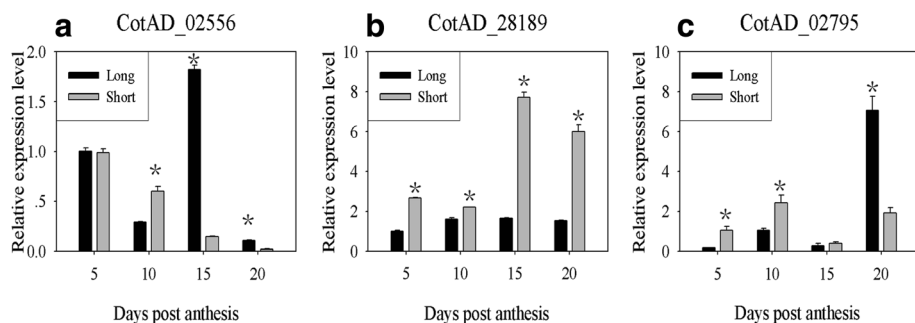 a
CotAD_02556
Relative expression level
2.0
1.5
1.0
.5
0.0
Long
Short
*
*
*
5
10
15
20
Days post anthesis
b
CotAD_28189
Relative expression level
10
8
6
4
2
0
Long
Short
*
*
*
*
5
10
15
20
Days post anthesis
c
CotAD_02795
Relative expression level
10
8
6
4
2
0
Long
Short
*
*
*
5
10
15
20
Days post anthesis